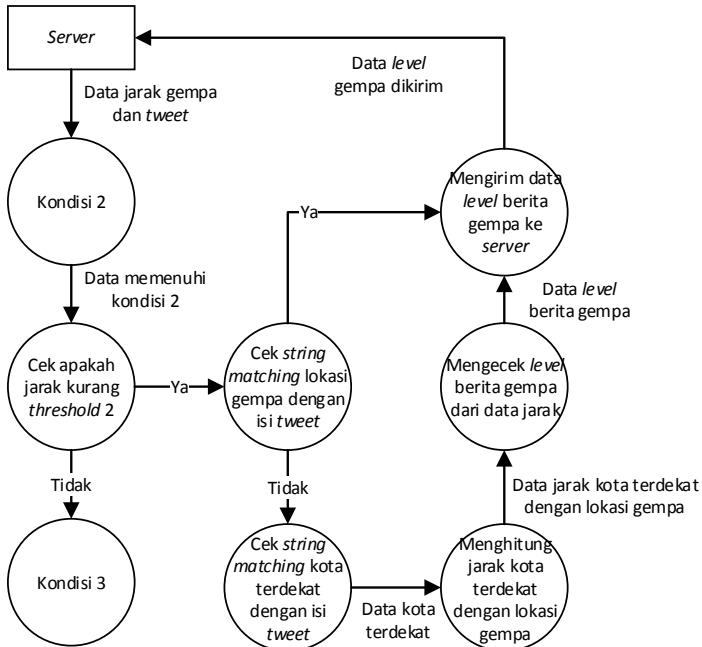 Server
Data jarak gempa
dan tweet
Kondisi 2
Data memenuhi
kondisi 2
Cek apakah
jarak kurang
threshold 2
Ya
Tidak
Kondisi 3
Cek string
matching lokasi
gempa dengan
isi tweet
Ya
Tidak
Cek string
matching kota
terdekat
dengan isi
tweet
Data kota
terdekat
Menghitung
jarak kota
terdekat
dengan lokasi
gempa
Data jarak kota terdekat
dengan lokasi gempa
Mengecek level
berita gempa
dari data jarak
Data level
berita gempa
Mengirim data
level berita
gempa ke
server
Data level
gempa dikirim